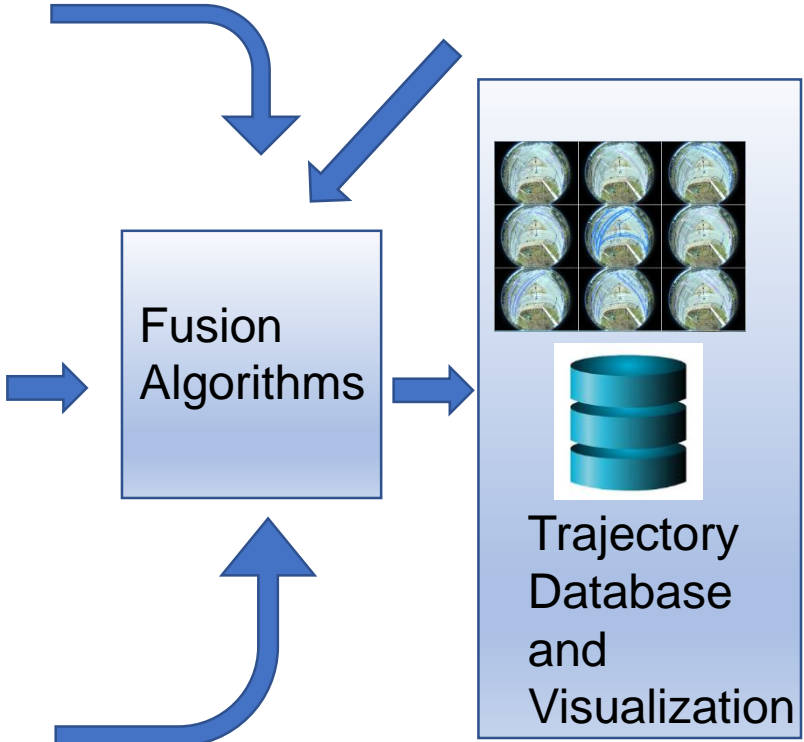 Fusion
Algorithms
Trajectory
Database
and
Visualization